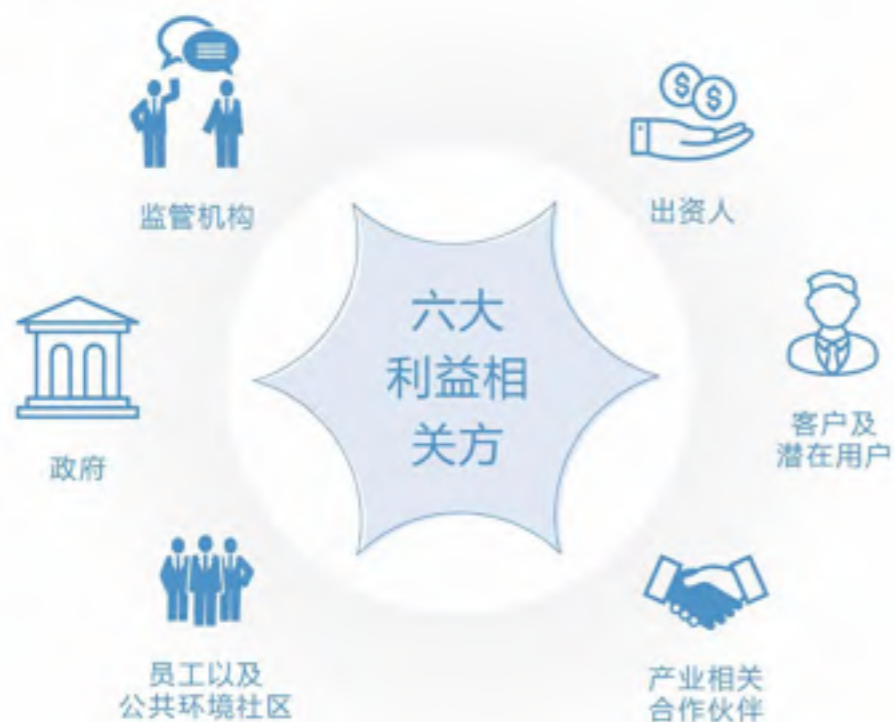 监管机构
出资人
六大
利益相
关方
政府
客户及
潜在用户
员工以及
公共环境社区
产业相关
合作伙伴